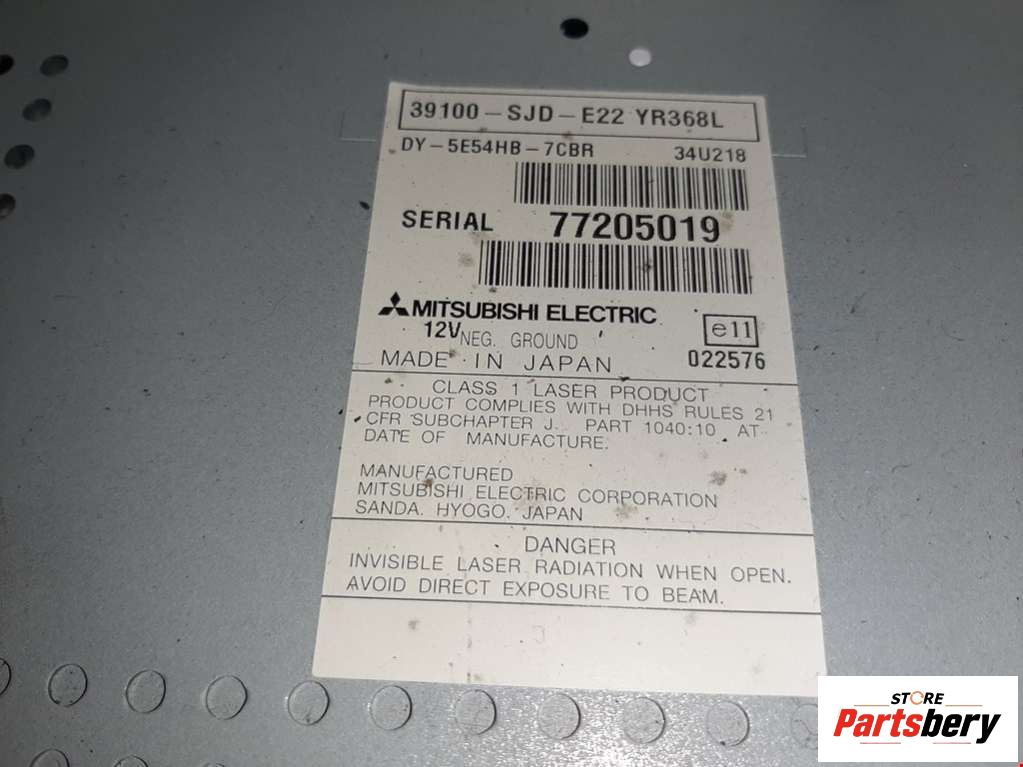 39100-SJD-E22 YR368L
DY-5E54HB-7CBR 34U218
SERIAL 77205019
MITSUBISHI ELECTRIC
12V NEG. GROUND e11
MADE IN JAPAN 022576
CLASS 1 LASER PRODUCT
PRODUCT COMPLIES WITH DHHS RULES 21
CFR SUBCHAPTER J. PART 1040:10 AT
DATE OF MANUFACTURE.
MANUFACTURED
MITSUBISHI ELECTRIC CORPORATION
SANDA. HYOGO. JAPAN
DANGER
INVISIBLE LASER RADIATION WHEN OPEN.
AVOID DIRECT EXPOSURE TO BEAM.
STORE
Partsbery